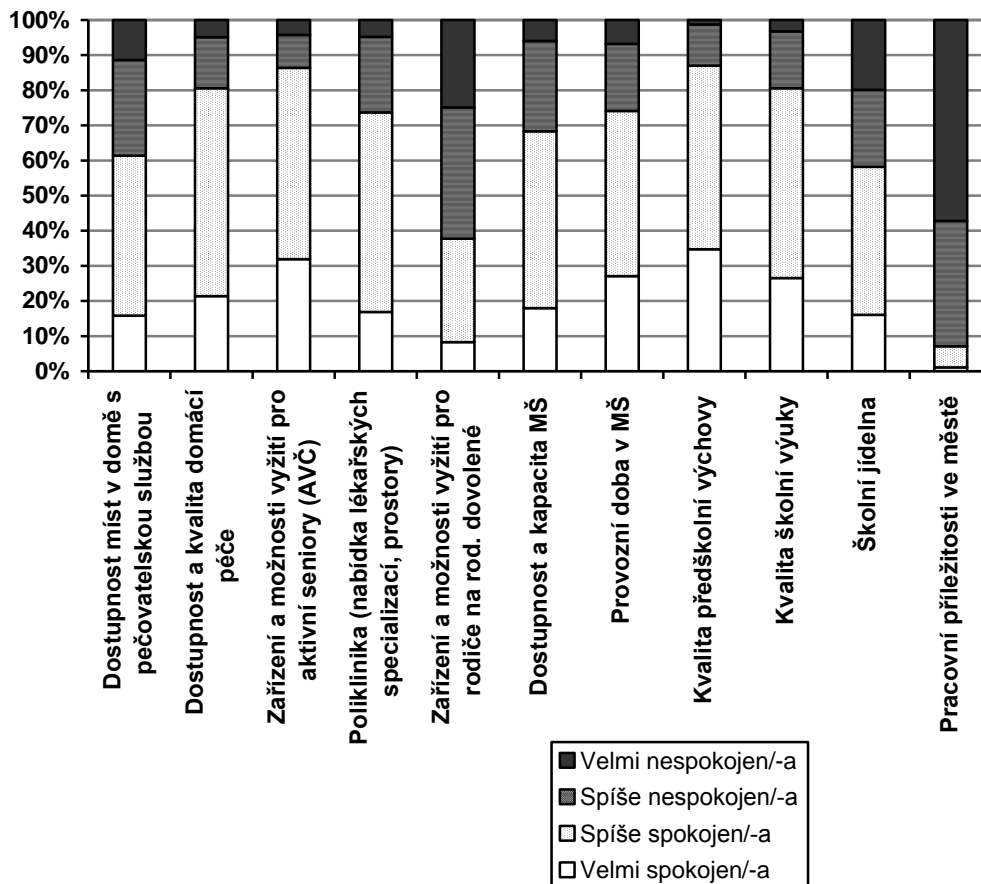 100%
90%
80%
70%
60%
50%
40%
30%
20%
10%
0%
Dostupnost míst v domě s
pečovatelskou službou
Dostupnost a kvalita domácí
péče
Zařízení a možnosti vyžití pro
aktivní seniory (AVČ)
Poliklinika (nabídka lékařských
specializací, prostory)
Zařízení a možnosti vyžití pro
rodiče na rod. dovolené
Dostupnost a kapacita MŠ
Provozní doba v MŠ
Kvalita předškolní výchovy
Kvalita školní výuky
Školní jídelna
Pracovní příležitosti ve městě
Velmi nespokojen/-a
Spíše nespokojen/-a
Spíše spokojen/-a
Velmi spokojen/-a